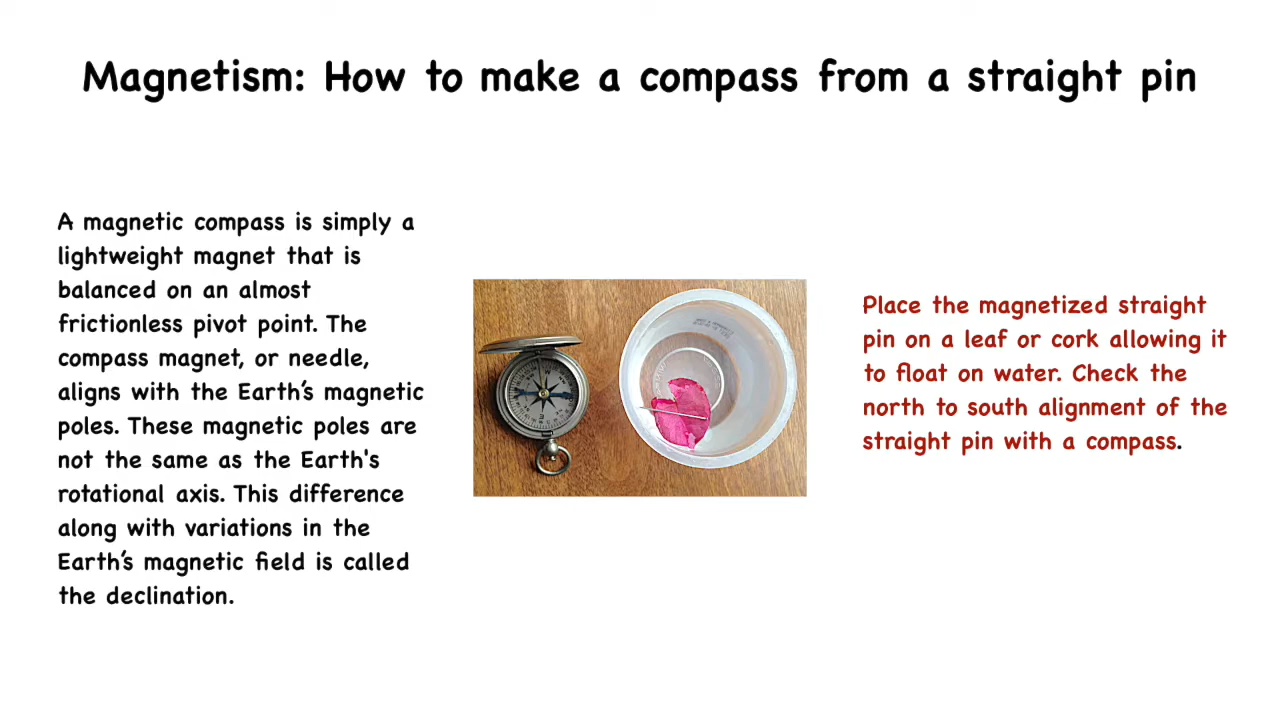 Magnetism: How to make a compass from a straight pin
A magnetic compass is simply a
lightweight magnet that is
balanced on an almost
frictionless pivot point. The
compass magnet, or needle,
aligns with the Earth’s magnetic
poles. These magnetic poles are
not the same as the Earth's
rotational axis. This difference
along with variations in the
Earth’s magnetic field is called
the declination.
Place the magnetized straight
pin on a leaf or cork allowing it
to float on water. Check the
north to south alignment of the
straight pin with a compass.